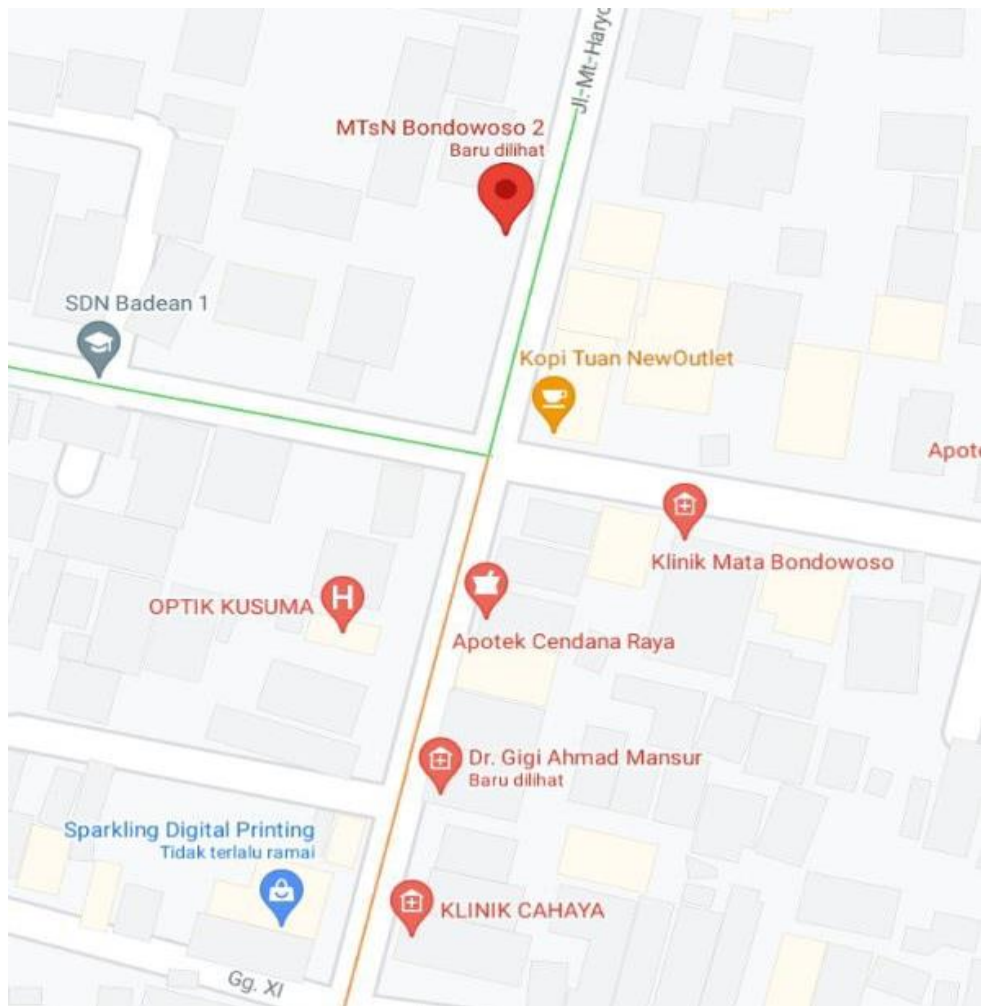 Jl.-Mt.-Haryo
MTsN Bondowoso 2
Baru dilihat
SDN Badean 1
Kopi Tuan NewOutlet
Apote
Klinik Mata Bondowoso
OPTIK KUSUMA
H
Apotek Cendana Raya
Dr. Gigi Ahmad Mansur
Baru dilihat
Sparkling Digital Printing
Tidak terlalu ramai
KLINIK CAHAYA
Gg. XI